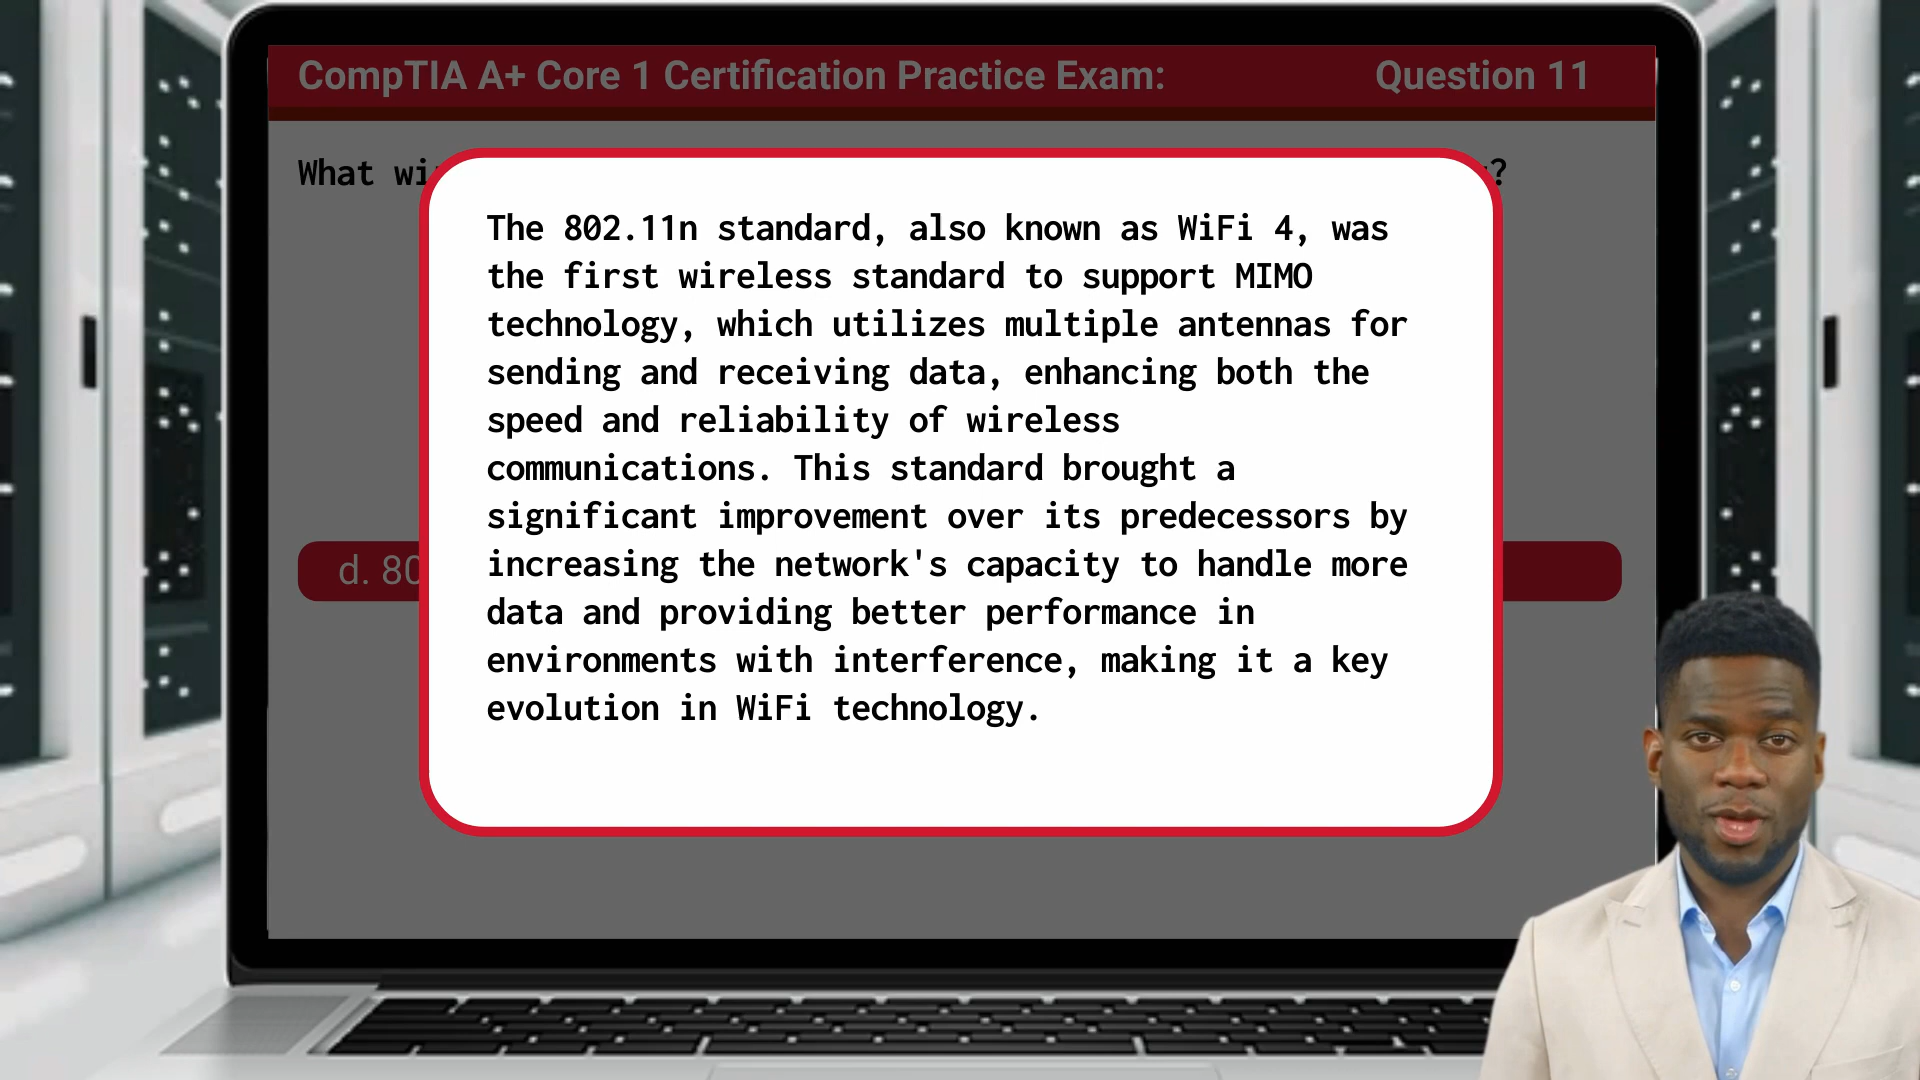 CompTIA A+ Core 1 Certification Practice Exam: Question 11
What
The 802.11n standard, also known as WiFi 4, was
the first wireless standard to support MIMO
technology, which utilizes multiple antennas for
sending and receiving data, enhancing both the
speed and reliability of wireless
communications. This standard brought a
significant improvement over its predecessors by
increasing the network's capacity to handle more
data and providing better performance in
environments with interference, making it a key
evolution in WiFi technology.
d. 80